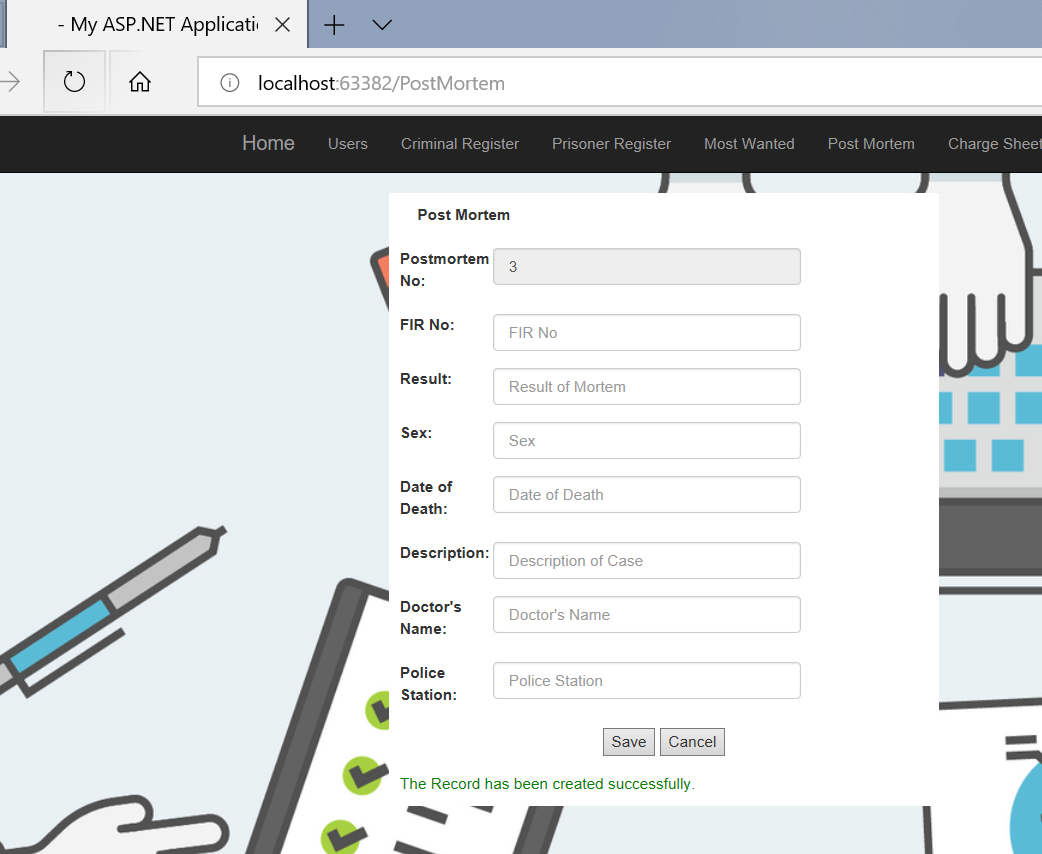 - My ASP.NET Applicati
localhost:63382/PostMortem
Home Users Criminal Register Prisoner Register Most Wanted Post Mortem Charge Sheet
Post Mortem
Postmortem No: 3
FIR No: FIR No
Result: Result of Mortem
Sex: Sex
Date of Death: Date of Death
Description: Description of Case
Doctor's Name: Doctor's Name
Police Station: Police Station
Save Cancel
The Record has been created successfully.